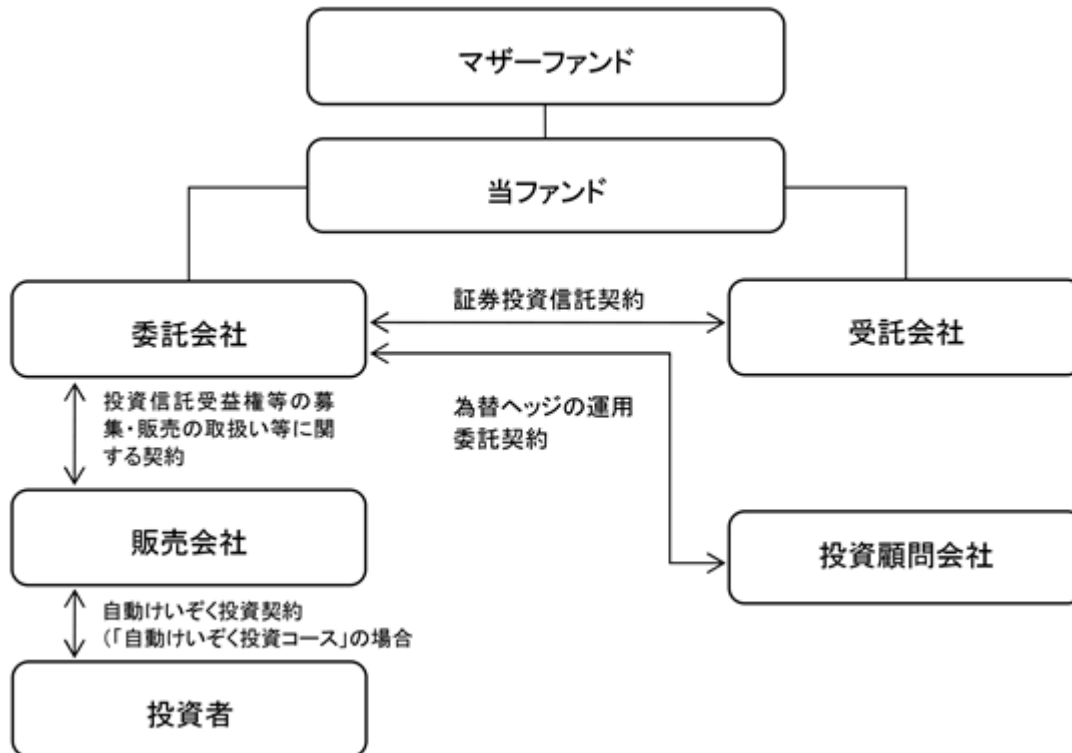 マザーファンド
当ファンド
委託会社
証券投資信託契約
受託会社
投資信託受益権等の募
集・販売の取扱い等に関
する契約
為替ヘッジの運用
委託契約
販売会社
投資顧問会社
自動けいぞく投資契約
(「自動けいぞく投資コース」の場合
投資者